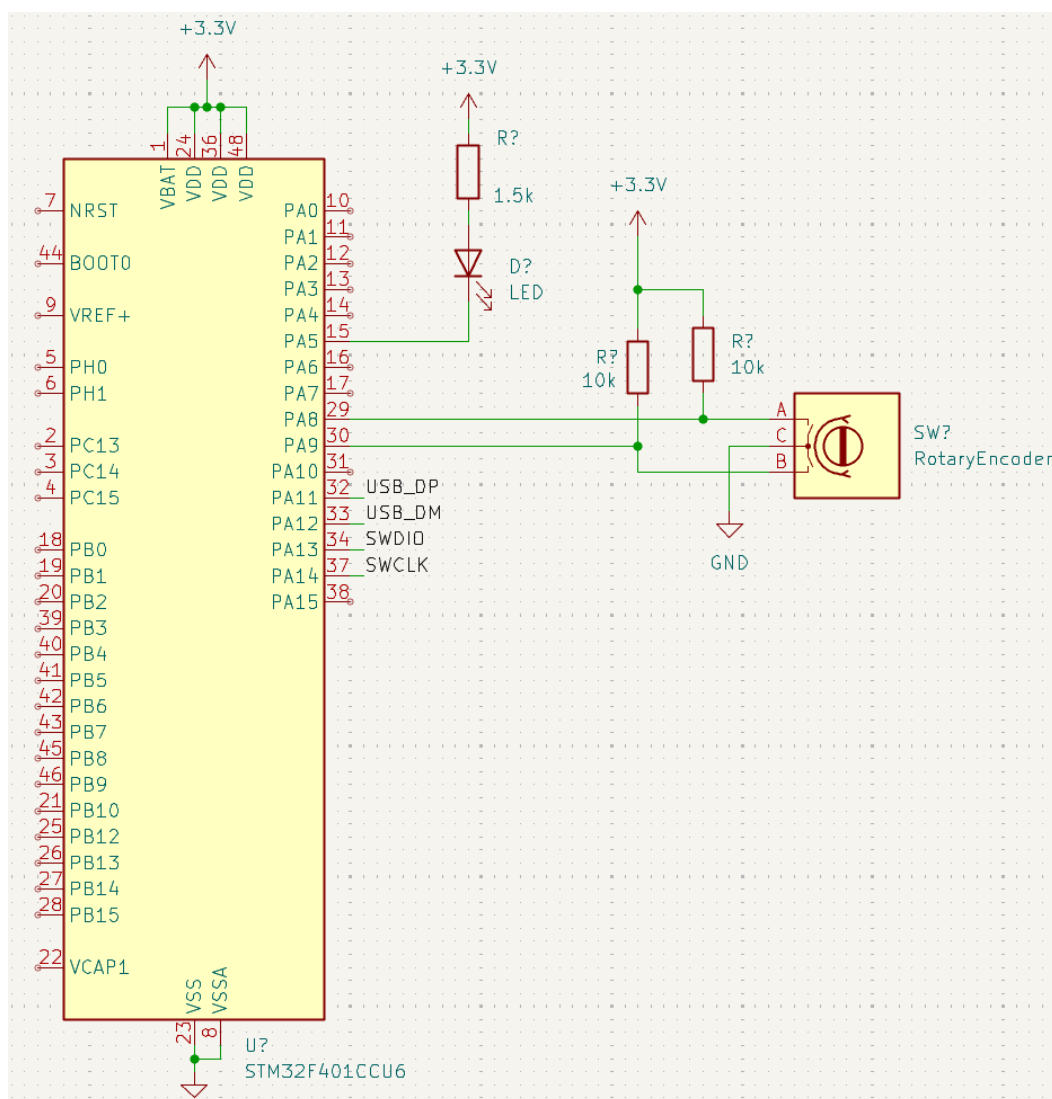 +3.3V
+3.3V
+3.3V
1
24
36
48
VBAT
VDD
VDD
VDD
7 NRST
44 BOOT0
9 VREF+
5 PH0
6 PH1
2 PC13
3 PC14
4 PC15
18 PB0
19 PB1
20 PB2
39 PB3
40 PB4
41 PB5
42 PB6
43 PB7
45 PB8
46 PB9
21 PB10
25 PB12
26 PB13
27 PB14
28 PB15
22 VCAP1
PA0 10
PA1 11
PA2 12
PA3 13
PA4 14
PA5 15
PA6 16
PA7 17
PA8 29
PA9 30
PA10 31
PA11 32 USB_DP
PA12 33 USB_DM
PA13 34 SWDIO
PA14 37 SWCLK
PA15 38
VSS
VSSA
23
8
U?
STM32F401CCU6
R?
1.5k
D?
LED
R?
10k
R?
10k
A
C
B
SW?
RotaryEncoder
GND